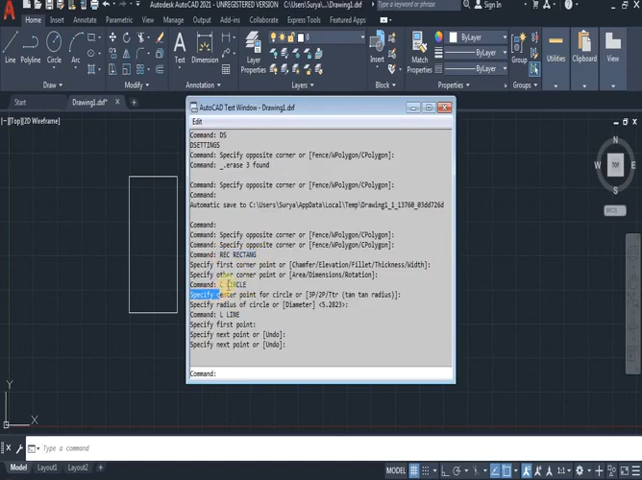 Autodesk AutoCAD 2021 - UNREGISTERED VERSION C:\Users\Surya\...\Drawing1.dxf
Type a keyword or phrase
Sign In
Home Insert Annotate Parametric View Manage Output Add-ins Collaborate Express Tools Featured Apps
Line Polyline Circle Arc
Text Dimension
Layer Properties
Insert
Match Properties
ByLayer
ByLayer
ByLayer
Group
Utilities
Clipboard
View
Draw Modify Annotation Layers Block Properties Groups
Start Drawing1.dxf*
[-][Top][2D Wireframe]
N
W TOP E
S
AutoCAD Text Window - Drawing1.dxf
Edit
Command: DS
DSETTINGS
Command: Specify opposite corner or [Fence/WPolygon/CPolygon]:
Command: _.erase 3 found
Command: Specify opposite corner or [Fence/WPolygon/CPolygon]:
Command:
Automatic save to C:\Users\Surya\AppData\Local\Temp\Drawing1_1_13760_03dd726d
Command:
Command: Specify opposite corner or [Fence/WPolygon/CPolygon]:
Command: Specify opposite corner or [Fence/WPolygon/CPolygon]:
Command: REC RECTANG
Specify first corner point or [Chamfer/Elevation/Fillet/Thickness/Width]:
Specify other corner point or [Area/Dimensions/Rotation]:
Command: C CIRCLE
Specify center point for circle or [3P/2P/Ttr (tan tan radius)]:
Specify radius of circle or [Diameter] <5.2823>:
Command: L LINE
Specify first point:
Specify next point or [Undo]:
Specify next point or [Undo]:
Command:
Y
X
Type a command
Model Layout1 Layout2 + MODEL 1:1